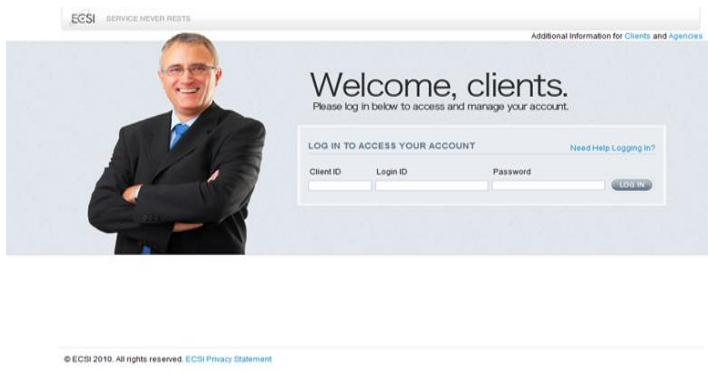 ECSI SERVICE NEVER RESTS
Additional Information for Clients and Agencies
Welcome, clients.
Please log in below to access and manage your account.
LOG IN TO ACCESS YOUR ACCOUNT Need Help Logging In?
Client ID Login ID Password
LOG IN
© ECSI 2010. All rights reserved. ECSI Privacy Statement